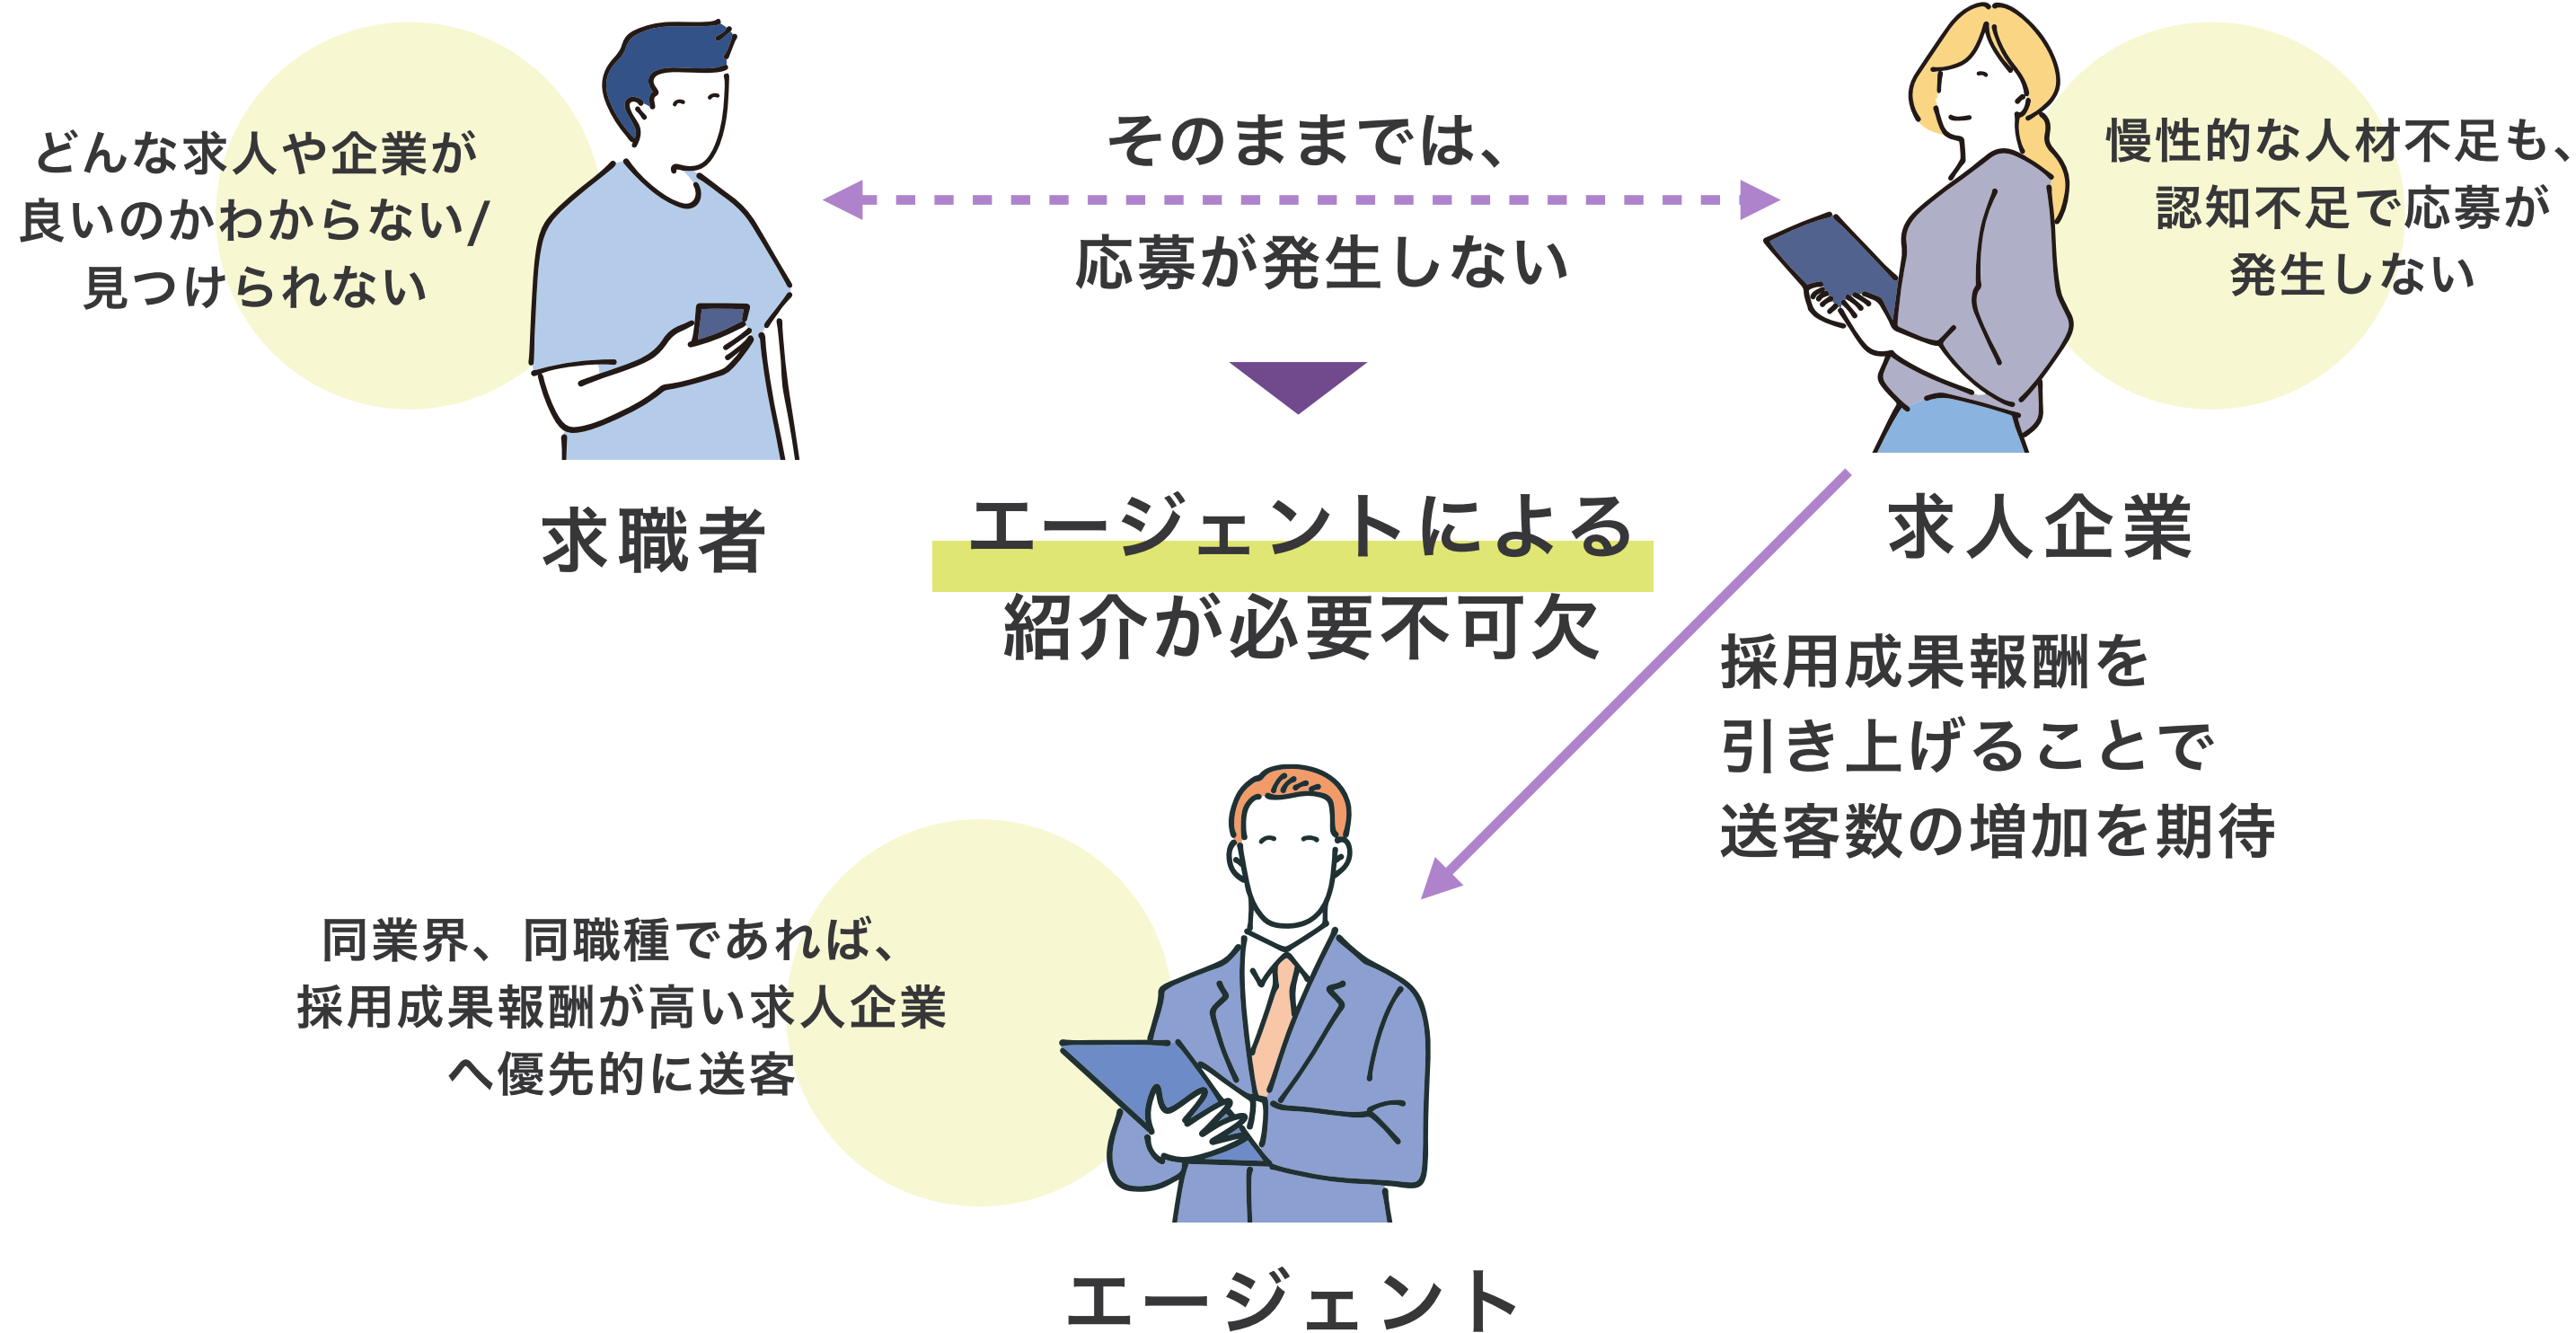 どんな求人や企業が
良いのかわからない/
見つけられない
求職者
そのままでは、
応募が発生しない
慢性的な人材不足も、
認知不足で応募が
発生しない
求人企業
エージェントによる
紹介が必要不可欠
採用成果報酬を
引き上げることで
送客数の増加を期待
同業界、同職種であれば、
採用成果報酬が高い求人企業
へ優先的に送客
エージェント